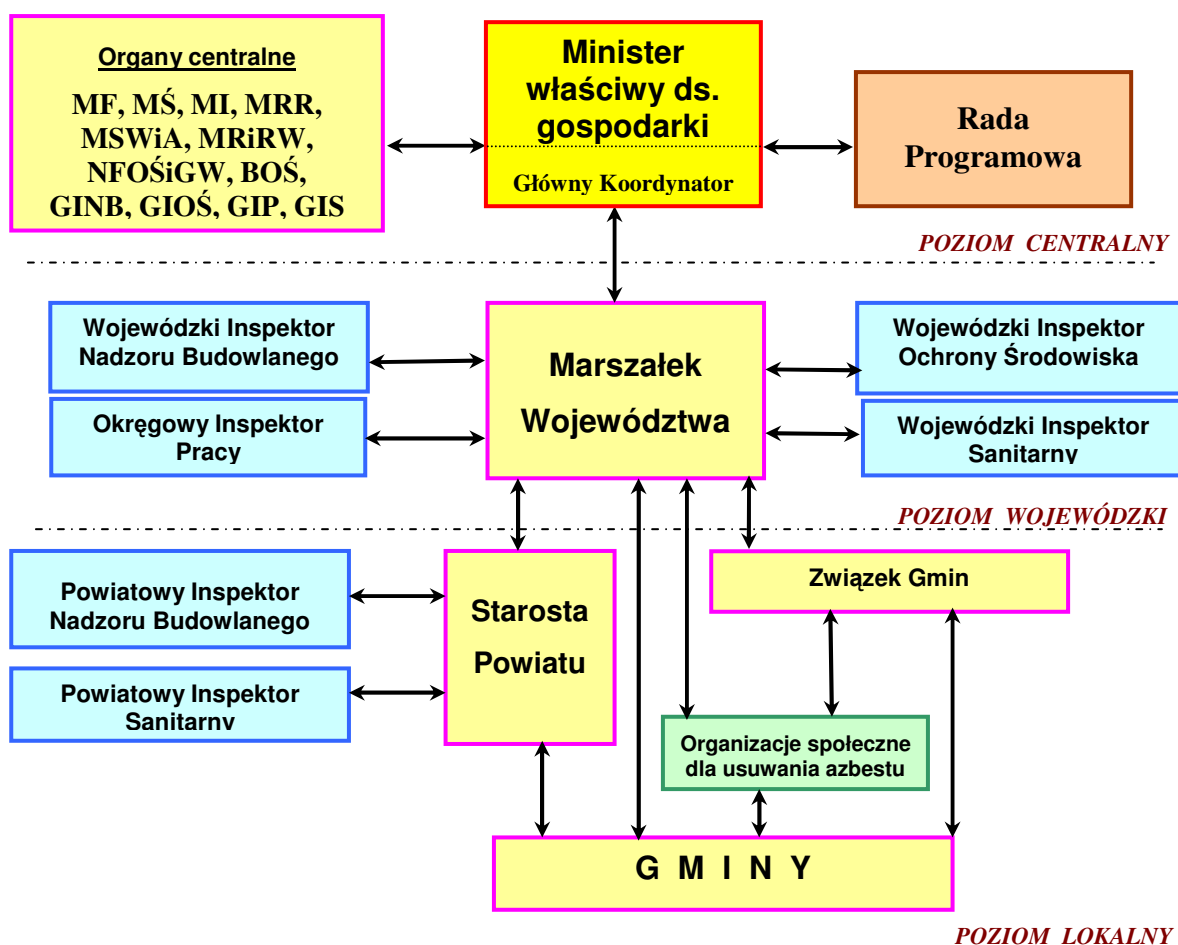 Organy centralne
MF, MŚ, MI, MRR,
MSWiA, MRiRW,
NFOŚiGW, BOŚ,
GINB, GIOŚ, GIP, GIS
Minister
właściwy ds.
gospodarki
Główny Koordynator
Rada
Programowa
POZIOM CENTRALNY
Wojewódzki Inspektor
Nadzoru Budowlanego
Okręgowy Inspektor
Pracy
Marszałek
Województwa
Wojewódzki Inspektor
Ochrony Środowiska
Wojewódzki Inspektor
Sanitarny
POZIOM WOJEWÓDZKI
Powiatowy Inspektor
Nadzoru Budowlanego
Powiatowy Inspektor
Sanitarny
Starosta
Powiatu
Związek Gmin
Organizacje społeczne
dla usuwania azbestu
G M I N Y
POZIOM LOKALNY